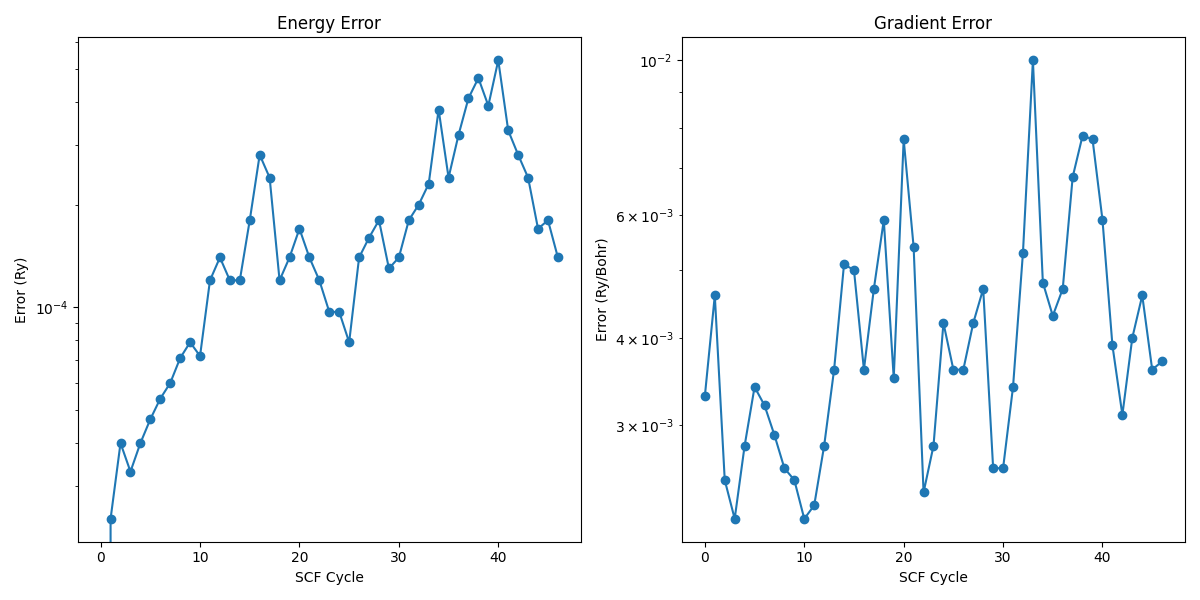 Energy Error
Error (Ry)
10⁻⁴
0 10 20 30 40
SCF Cycle
Gradient Error
Error (Ry/Bohr)
10⁻²
6 × 10⁻³
4 × 10⁻³
3 × 10⁻³
0 10 20 30 40
SCF Cycle